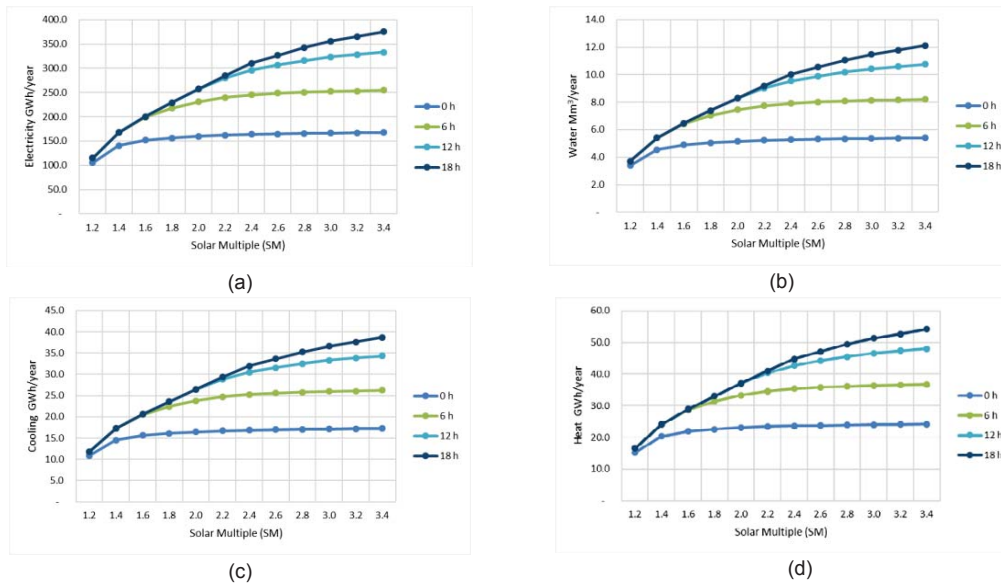 400.0
350.0
300.0
250.0
200.0
150.0
100.0
50.0
-
Electricity GWh/year
1.2 1.4 1.6 1.8 2.0 2.2 2.4 2.6 2.8 3.0 3.2 3.4
Solar Multiple (SM)
0 h
6 h
12 h
18 h
(a)
14.0
12.0
10.0
8.0
6.0
4.0
2.0
-
Water Mm³/year
1.2 1.4 1.6 1.8 2.0 2.2 2.4 2.6 2.8 3.0 3.2 3.4
Solar Multiple (SM)
0 h
6 h
12 h
18 h
(b)
45.0
40.0
35.0
30.0
25.0
20.0
15.0
10.0
5.0
-
Cooling GWh/year
1.2 1.4 1.6 1.8 2.0 2.2 2.4 2.6 2.8 3.0 3.2 3.4
Solar Multiple (SM)
0 h
6 h
12 h
18 h
(c)
60.0
50.0
40.0
30.0
20.0
10.0
-
Heat GWh/year
1.2 1.4 1.6 1.8 2.0 2.2 2.4 2.6 2.8 3.0 3.2 3.4
Solar Multiple (SM)
0 h
6 h
12 h
18 h
(d)